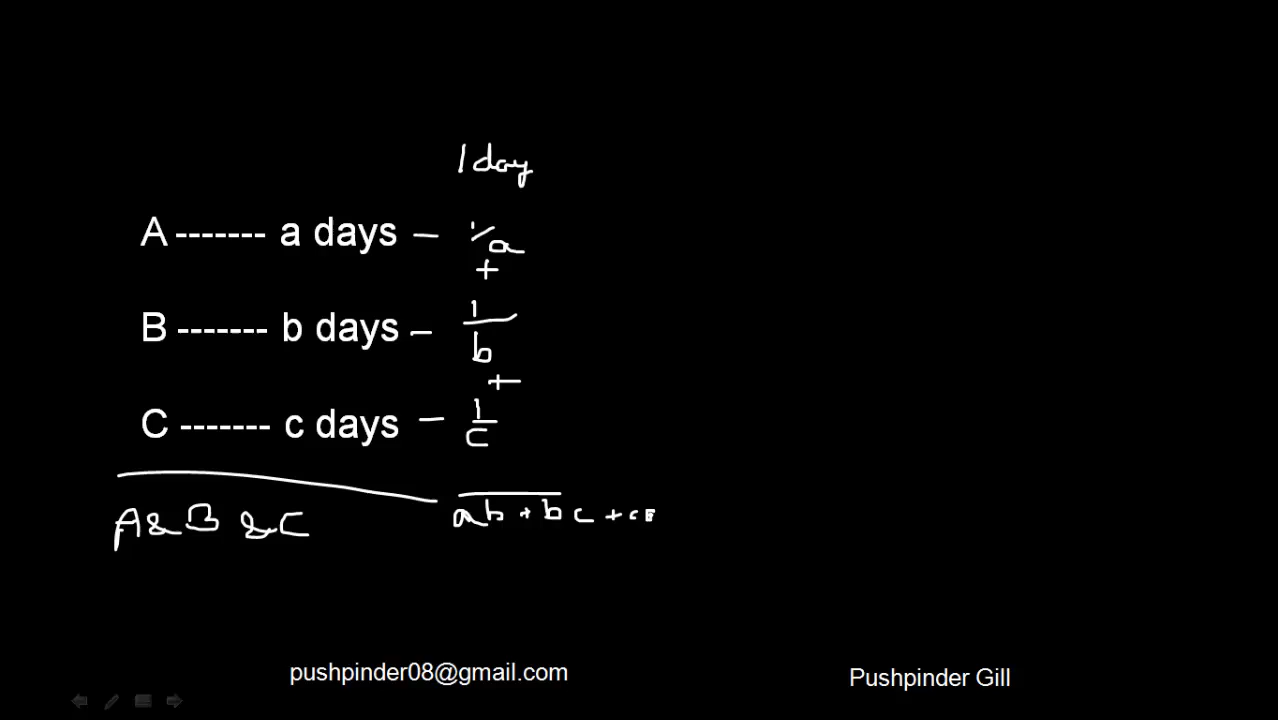 1 day
A ------- a days – 1/a
+
B ------- b days – 1/b
+
C ------- c days – 1/c
A & B & C ab + bc +
pushpinder08@gmail.com
Pushpinder Gill